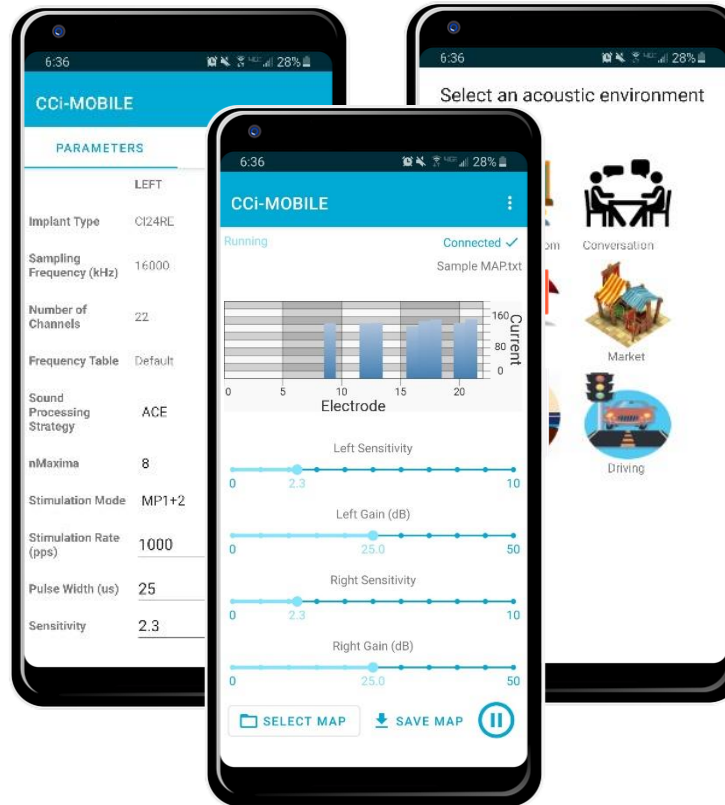 6:36
28%
CCi-MOBILE
PARAMETERS
LEFT
Implant Type CI24RE
Sampling
Frequency (kHz) 16000
Number of
Channels 22
Frequency Table Default
Sound
Processing
Strategy ACE
nMaxima 8
Stimulation Mode MP1+2
Stimulation Rate
(pps) 1000
Pulse Width (us) 25
Sensitivity 2.3
6:36
28%
CCi-MOBILE
Running Connected
Sample MAP.txt
160
80
0
Current
0 5 10 15 20
Electrode
Left Sensitivity
0 2.3 10
Left Gain (dB)
0 25.0 50
Right Sensitivity
0 2.3 10
Right Gain (dB)
0 25.0 50
SELECT MAP SAVE MAP
6:36
28%
Select an acoustic environment
om Conversation
Market
Driving